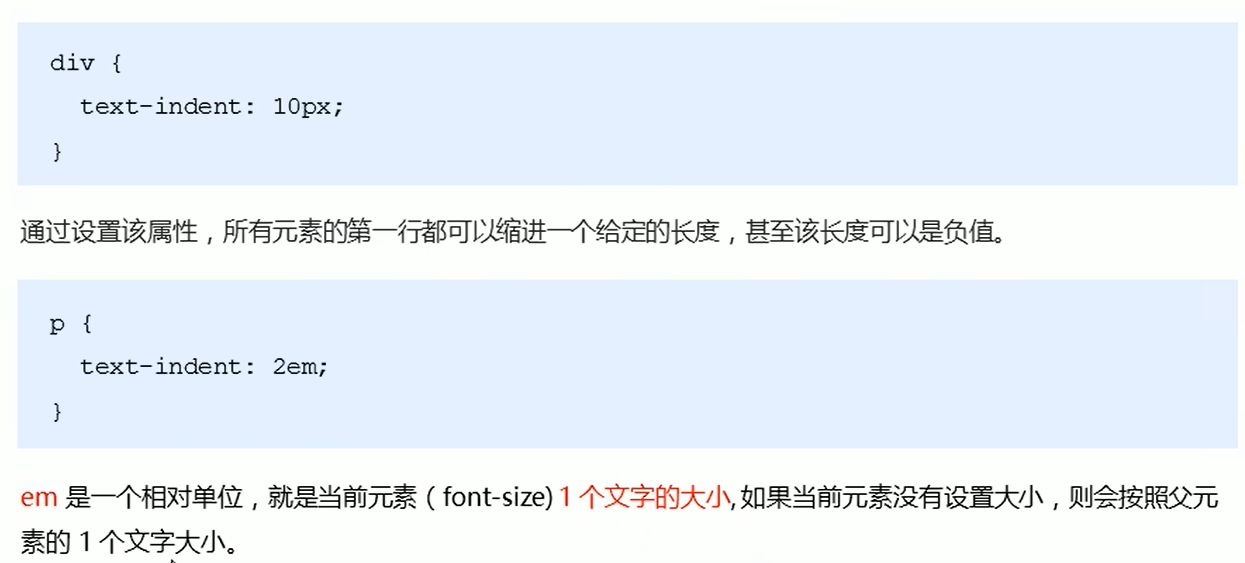 div {
  text-indent: 10px;
}
通过设置该属性，所有元素的第一行都可以缩进一个给定的长度，甚至该长度可以是负值。
p {
  text-indent: 2em;
}
em 是一个相对单位，就是当前元素（font-size) 1 个文字的大小, 如果当前元素没有设置大小，则会按照父元
素的 1 个文字大小。